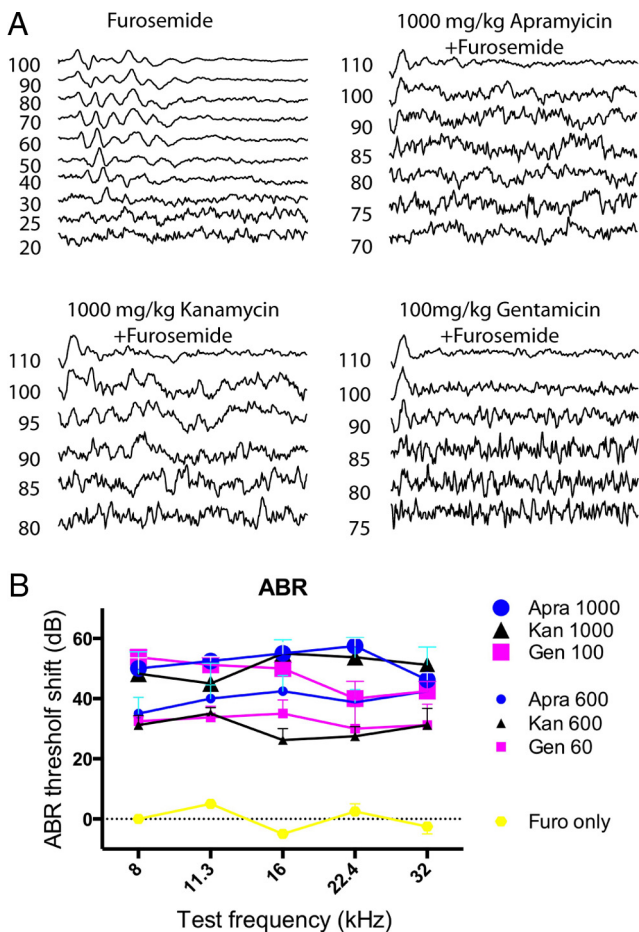 A
Furosemide
100
90
80
70
60
50
40
30
25
20
1000 mg/kg Apramyicin
+Furosemide
110
100
90
85
80
75
70
1000 mg/kg Kanamycin
+Furosemide
110
100
95
90
85
80
100mg/kg Gentamicin
+Furosemide
110
100
90
85
80
75
B
ABR
ABR thresholf shift (dB)
60
40
20
0
8
11.3
16
22.4
32
Test frequency (kHz)
Apra 1000
Kan 1000
Gen 100
Apra 600
Kan 600
Gen 60
Furo only